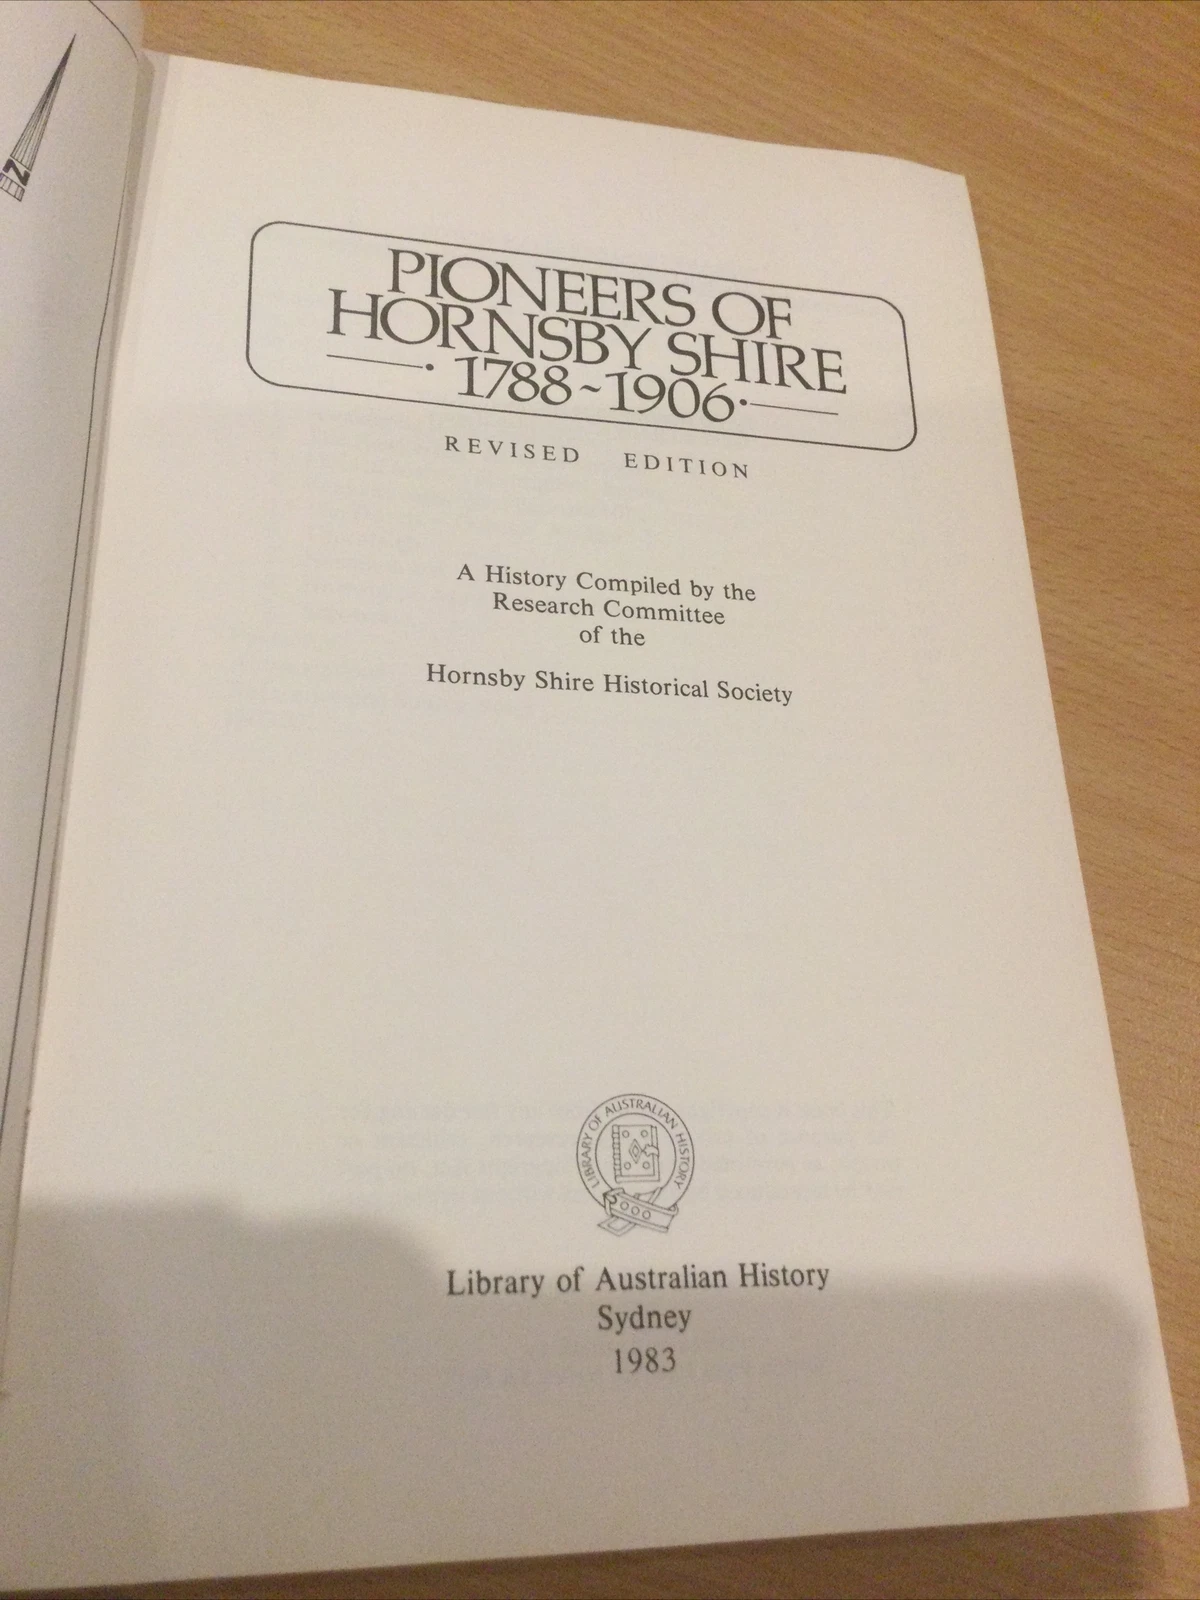 N
PIONEERS OF
HORNSBY SHIRE
1788~1906
REVISED EDITION
A History Compiled by the
Research Committee
of the
Hornsby Shire Historical Society
LIBRARY OF AUSTRALIAN HISTORY
Library of Australian History
Sydney
1983